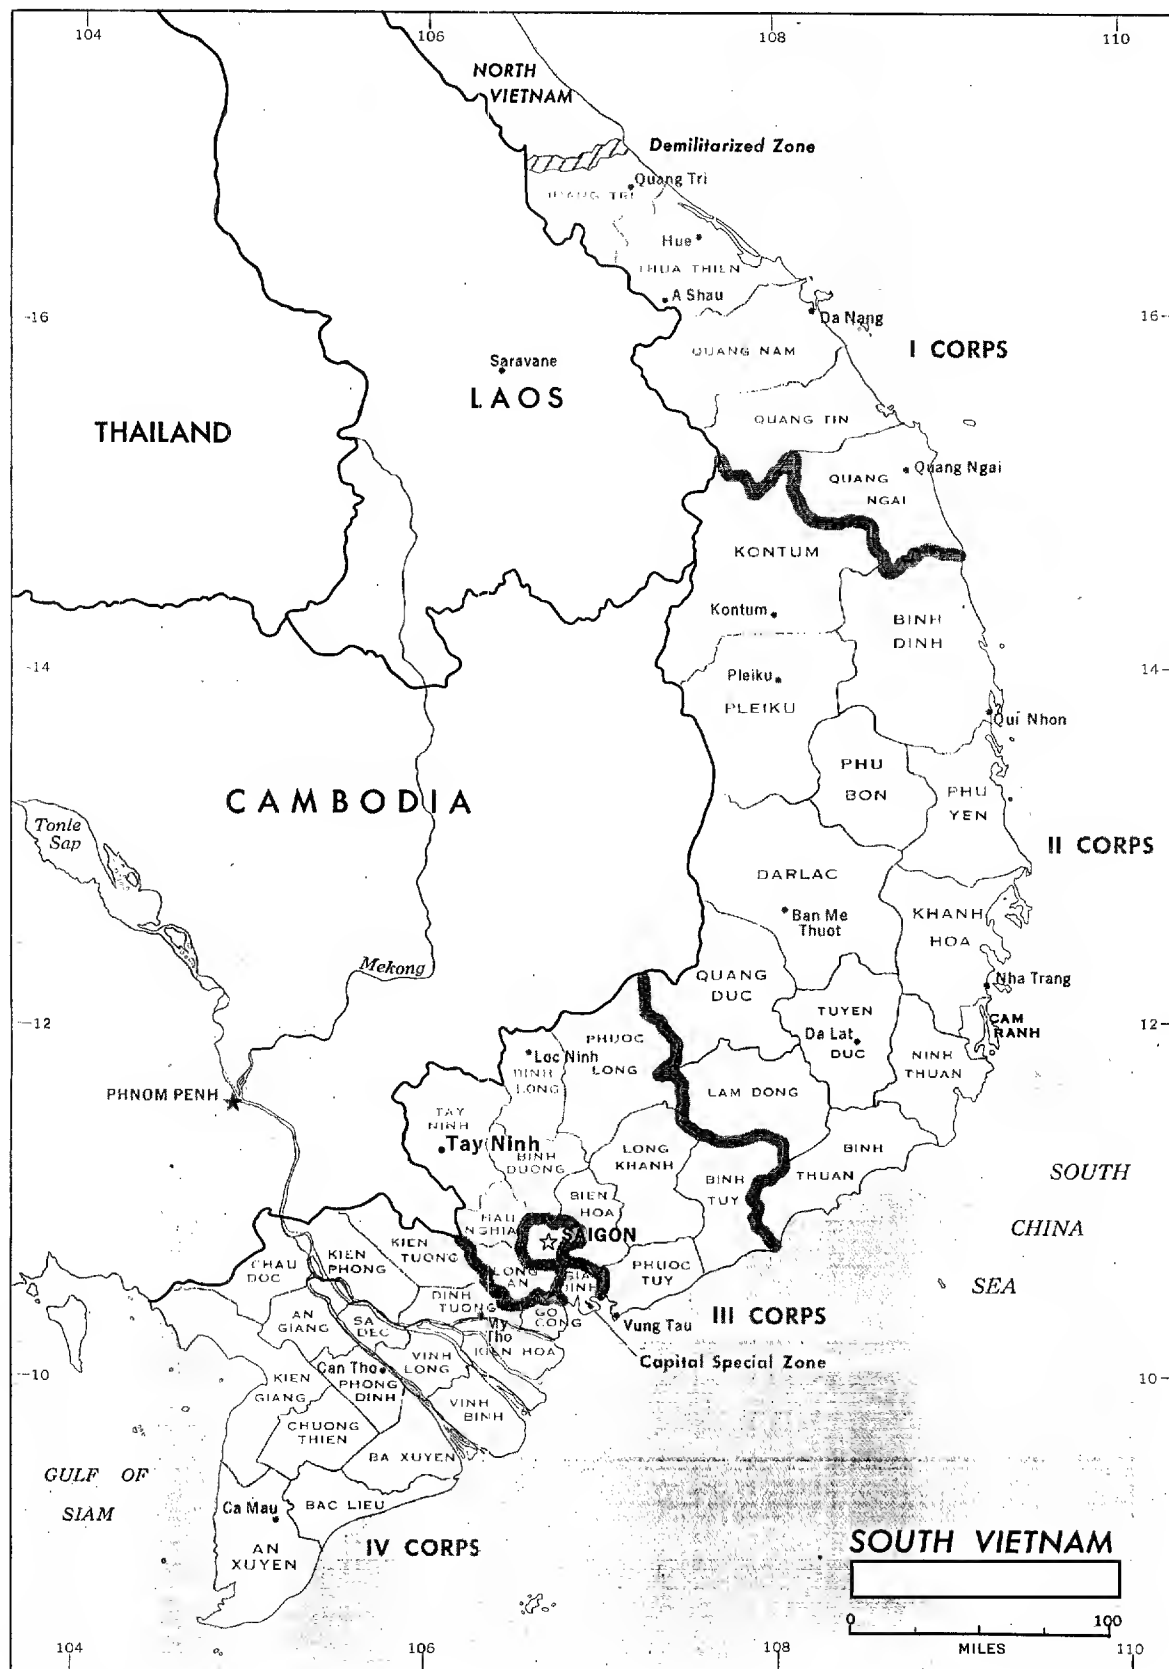 104
106
108
110
NORTH
VIETNAM
Demilitarized Zone
Quang Tri
QUANG TRI
Hue
THUA THIEN
A Shau
-16
Da Nang
16-
I CORPS
QUANG NAM
Saravane
LAOS
THAILAND
QUANG TIN
Quang Ngai
QUANG
NGAI
KONTUM
Kontum
BINH
DINH
-14
14-
Pleiku
PLEIKU
Qui Nhon
PHU
BON
PHU
YEN
CAMBODIA
Tonle
Sap
II CORPS
DARLAC
Ban Me
Thuot
KHANH
HOA
Mekong
QUANG
DUC
Nha Trang
-12
12-
TUYEN
DUC
Da Lat
CAM
RANH
NINH
THUAN
PHUOC
LONG
Loc Ninh
BINH
LONG
LAM DONG
PHNOM PENH
TAY
NINH
Tay Ninh
BINH
DUONG
LONG
KHANH
BINH
TUY
BINH
THUAN
BIEN
HOA
SOUTH
CHINA
SEA
HAU
NGHIA
SAIGON
KIEN
TUONG
KIEN
PHONG
CHAU
DOC
LONG
AN
GIA
DINH
PHUOC
TUY
DINH
TUONG
GO
CONG
My
Tho
Vung Tau
III CORPS
AN
GIANG
SA
DEC
KIEN HOA
Capital Special Zone
VINH
LONG
-10
10-
Can Tho
PHONG
DINH
KIEN
GIANG
VINH
BINH
CHUONG
THIEN
BA XUYEN
GULF OF
SIAM
Ca Mau
BAC LIEU
AN
XUYEN
IV CORPS
SOUTH VIETNAM
0
100
MILES
104
106
108
110